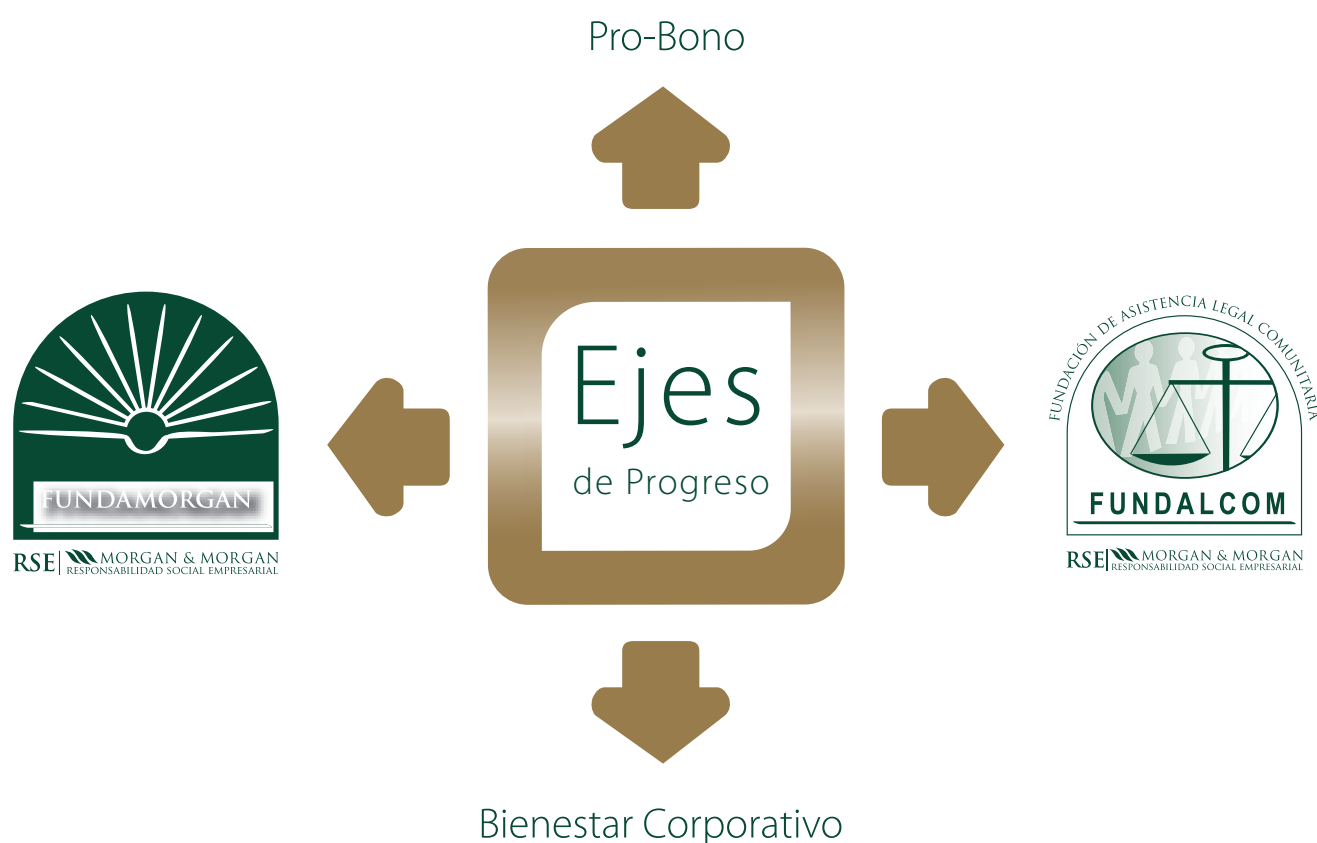 Pro-Bono
FUNDAMORGAN
RSE MORGAN & MORGAN
RESPONSABILIDAD SOCIAL EMPRESARIAL
Ejes
de Progreso
FUNDACIÓN DE ASISTENCIA LEGAL COMUNITARIA
FUNDALCOM
RSE MORGAN & MORGAN
RESPONSABILIDAD SOCIAL EMPRESARIAL
Bienestar Corporativo